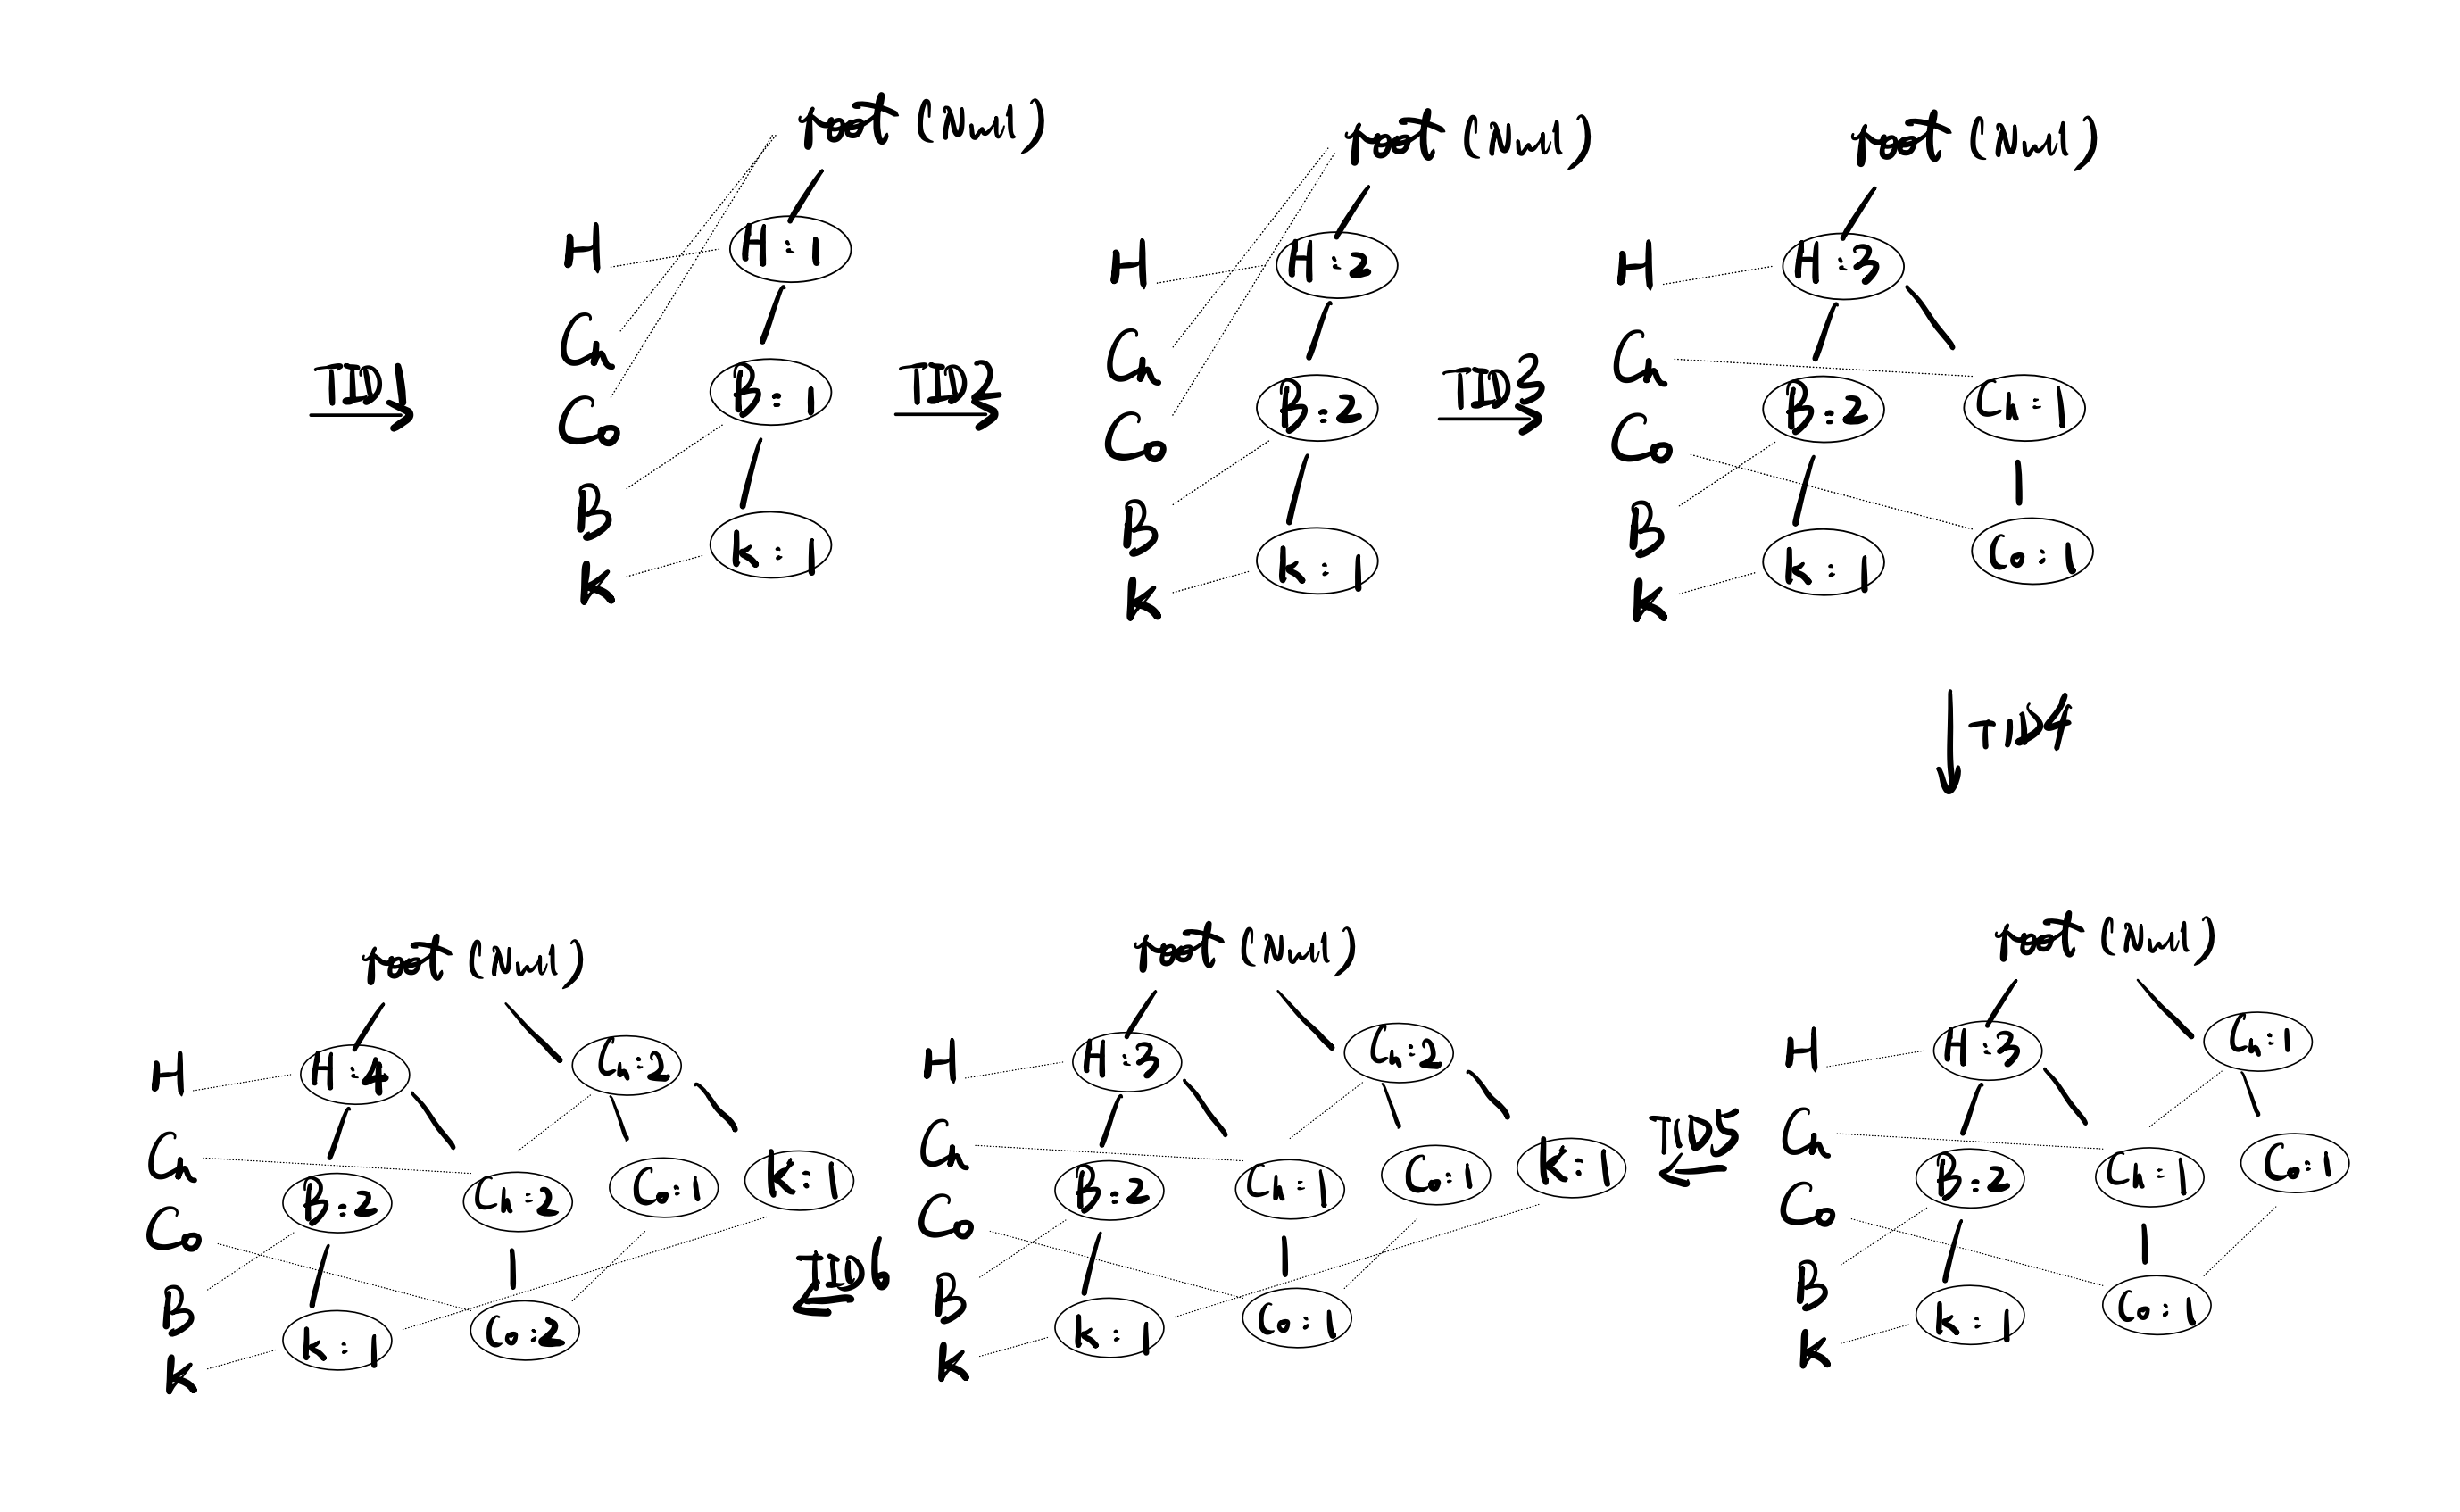 root (Null)
root (Null)
root (Null)
H
H : 1
Ch
Co
B : 1
B
k : 1
K
TID1
TID2
H
H : 2
Ch
Co
B : 2
B
k : 1
K
TID3
H
H : 3
Ch
Co
B : 2
Ch : 1
B
k : 1
Co : 1
K
TID4
root (Null)
root (Null)
root (Null)
H
H : 4
Ch : 2
Ch
B : 2
Ch : 2
Co : 1
K : 1
Co
B
k : 1
Co : 2
K
TID6
H
H : 3
Ch : 2
Ch
B : 2
Ch : 1
Co : 1
K : 1
Co
B
k : 1
Co : 1
K
TID5
H
H : 3
Ch : 1
Ch
B : 2
Ch : 1
Co : 1
Co
B
k : 1
Co : 1
K